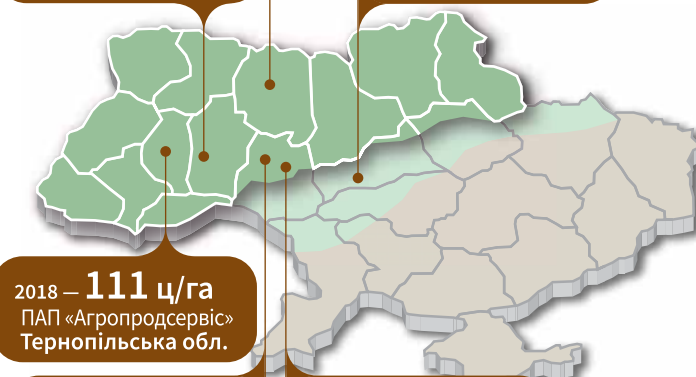 2018 — 111 ц/га
ПАП «Агропродсервіс»
Тернопільська обл.